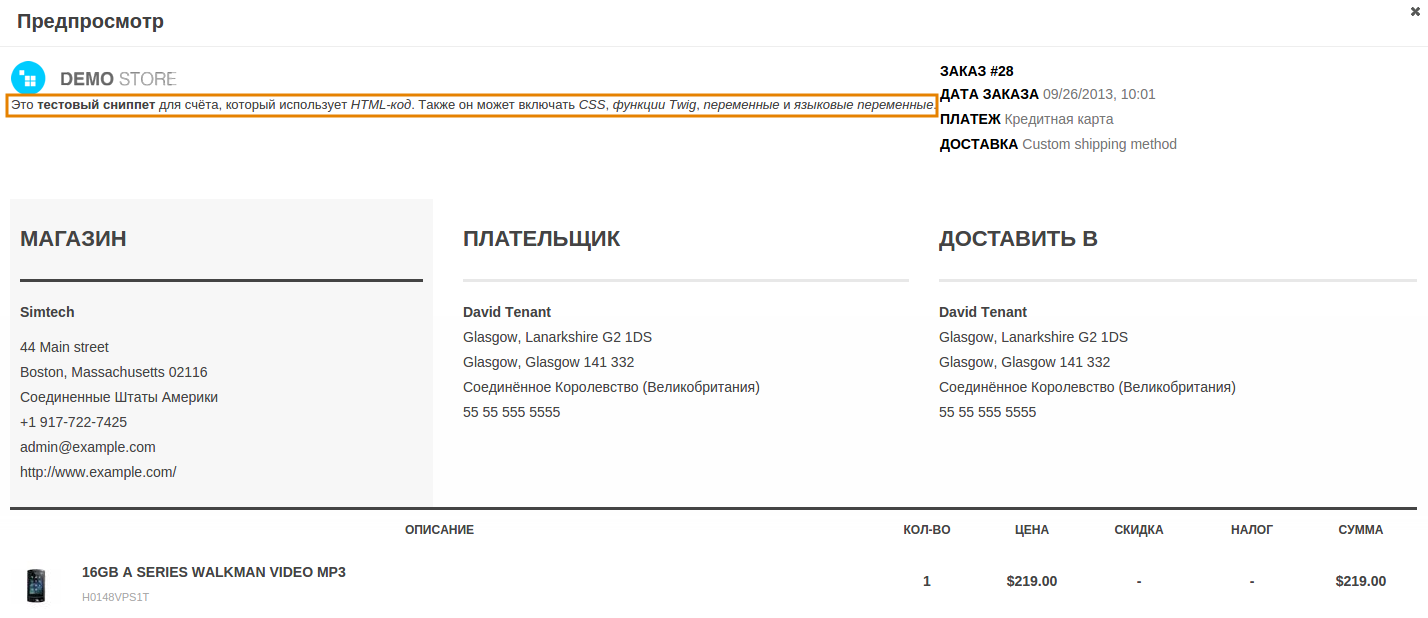 Предпросмотр
DEMO STORE
Это тестовый сниппет для счёта, который использует HTML-код. Также он может включать CSS, функции Twig, переменные и языковые переменные.
ЗАКАЗ #28
ДАТА ЗАКАЗА 09/26/2013, 10:01
ПЛАТЕЖ Кредитная карта
ДОСТАВКА Custom shipping method
МАГАЗИН
Simtech
44 Main street
Boston, Massachusetts 02116
Соединенные Штаты Америки
+1 917-722-7425
admin@example.com
http://www.example.com/
ПЛАТЕЛЬЩИК
David Tenant
Glasgow, Lanarkshire G2 1DS
Glasgow, Glasgow 141 332
Соединённое Королевство (Великобритания)
55 55 555 5555
ДОСТАВИТЬ В
David Tenant
Glasgow, Lanarkshire G2 1DS
Glasgow, Glasgow 141 332
Соединённое Королевство (Великобритания)
55 55 555 5555
ОПИСАНИЕ КОЛ-ВО ЦЕНА СКИДКА НАЛОГ СУММА
16GB A SERIES WALKMAN VIDEO MP3
H0148VPS1T
1 $219.00 - - $219.00